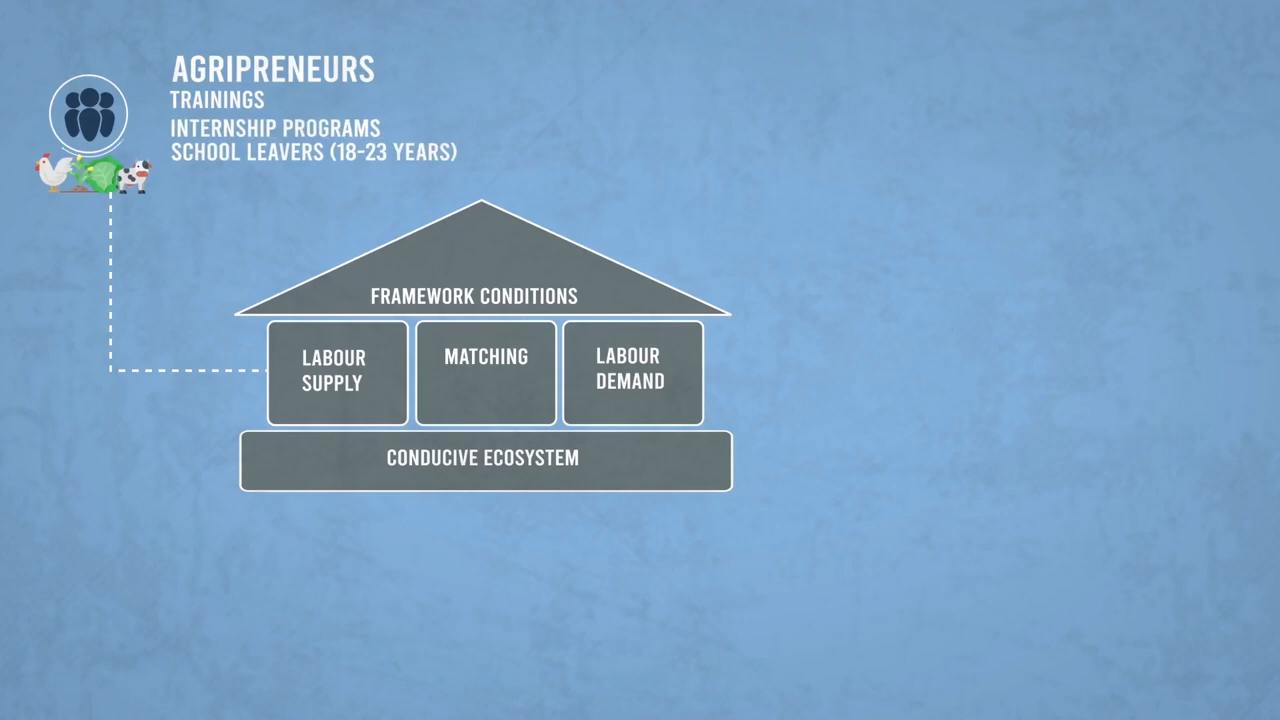 AGRIPRENEURS
TRAININGS
INTERNSHIP PROGRAMS
SCHOOL LEAVERS (18-23 YEARS)
FRAMEWORK CONDITIONS
LABOUR
SUPPLY
MATCHING
LABOUR
DEMAND
CONDUCIVE ECOSYSTEM